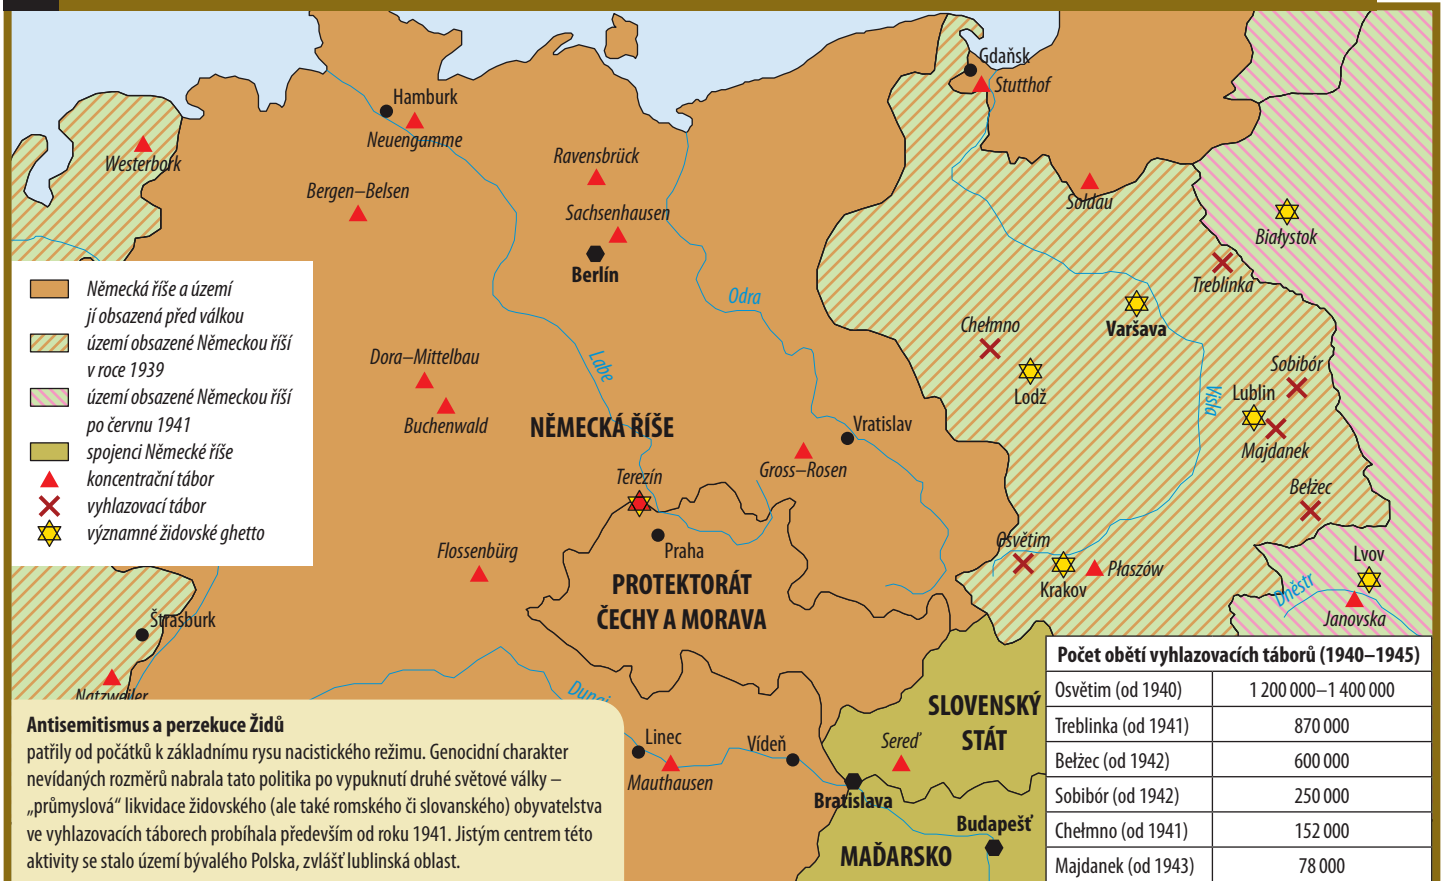 Gdaňsk
Stutthof
Hamburk
Neuengamme
Westerbork
Ravensbrück
Bergen–Belsen
Soldau
Sachsenhausen
Białystok
Berlín
Treblinka
Odra
Varšava
Chełmno
Německá říše a území
jí obsazená před válkou
území obsazené Německou říší
v roce 1939
území obsazené Německou říší
po červnu 1941
spojenci Německé říše
koncentrační tábor
vyhlazovací tábor
významné židovské ghetto
Dora–Mittelbau
Labe
Sobibór
Lodž
Visla
Lublin
Buchenwald
NĚMECKÁ ŘÍŠE
Vratislav
Majdanek
Gross–Rosen
Terezín
Bełżec
Osvětim
Praha
Flossenbürg
Płaszów
Krakov
Lvov
Dněstr
Janovska
PROTEKTORÁT
ČECHY A MORAVA
Štrasburk
Natzweiler
Dunaj
SLOVENSKÝ
STÁT
Sereď
Linec
Vídeň
Mauthausen
Bratislava
Budapešť
MAĎARSKO
Antisemitismus a perzekuce Židů
patřily od počátků k základnímu rysu nacistického režimu. Genocidní charakter
nevídaných rozměrů nabrala tato politika po vypuknutí druhé světové války –
„průmyslová“ likvidace židovského (ale také romského či slovanského) obyvatelstva
ve vyhlazovacích táborech probíhala především od roku 1941. Jistým centrem této
aktivity se stalo území bývalého Polska, zvlášť lublinská oblast.
Počet obětí vyhlazovacích táborů (1940–1945)
Osvětim (od 1940) 1 200 000–1 400 000
Treblinka (od 1941) 870 000
Bełżec (od 1942) 600 000
Sobibór (od 1942) 250 000
Chełmno (od 1941) 152 000
Majdanek (od 1943) 78 000